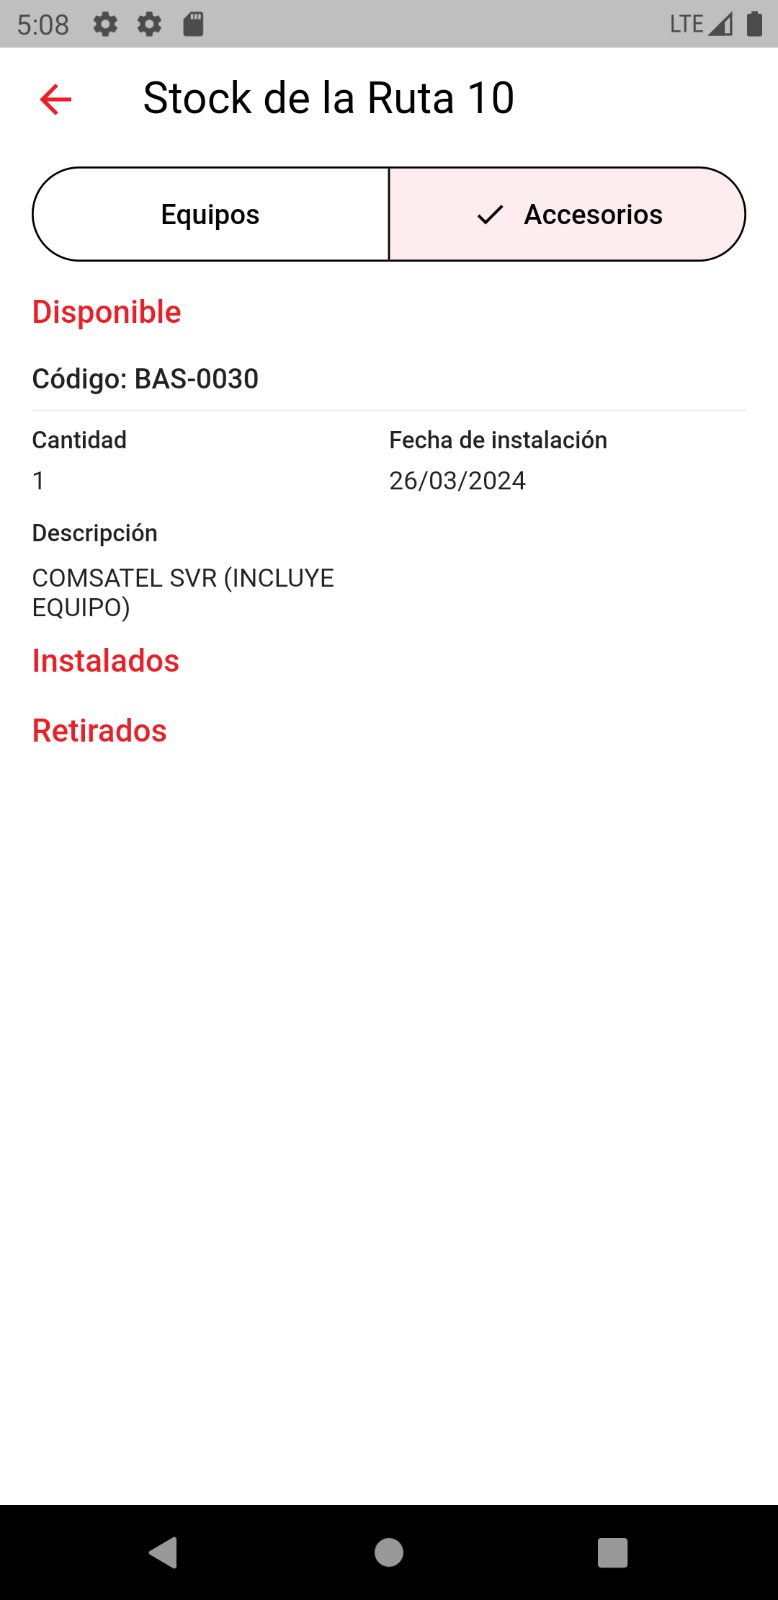 5:08
LTE
Stock de la Ruta 10
Equipos
Accesorios
Disponible
Código: BAS-0030
Cantidad
Fecha de instalación
1
26/03/2024
Descripción
COMSATEL SVR (INCLUYE
EQUIPO)
Instalados
Retirados